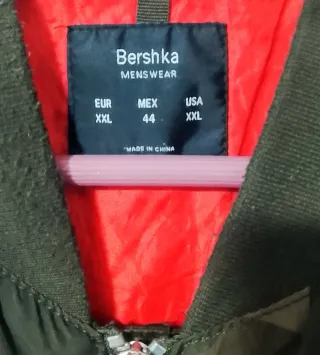 Bershka
MENSWEAR
EUR MEX USA
XXL 44 XXL
MADE IN CHINA